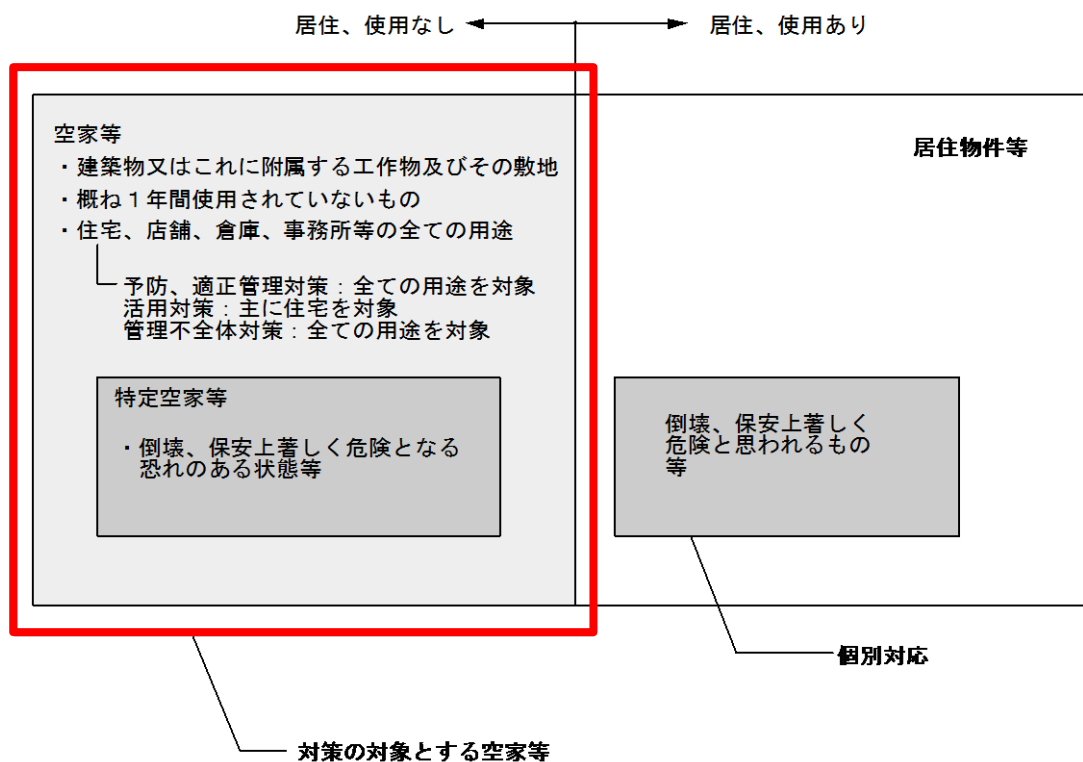 居住、使用なし
居住、使用あり
空家等
・建築物又はこれに附属する工作物及びその敷地
・概ね１年間使用されていないもの
・住宅、店舗、倉庫、事務所等の全ての用途
予防、適正管理対策：全ての用途を対象
活用対策：主に住宅を対象
管理不全体対策：全ての用途を対象
特定空家等
・倒壊、保安上著しく危険となる
恐れのある状態等
居住物件等
倒壊、保安上著しく
危険と思われるもの
等
個別対応
対策の対象とする空家等